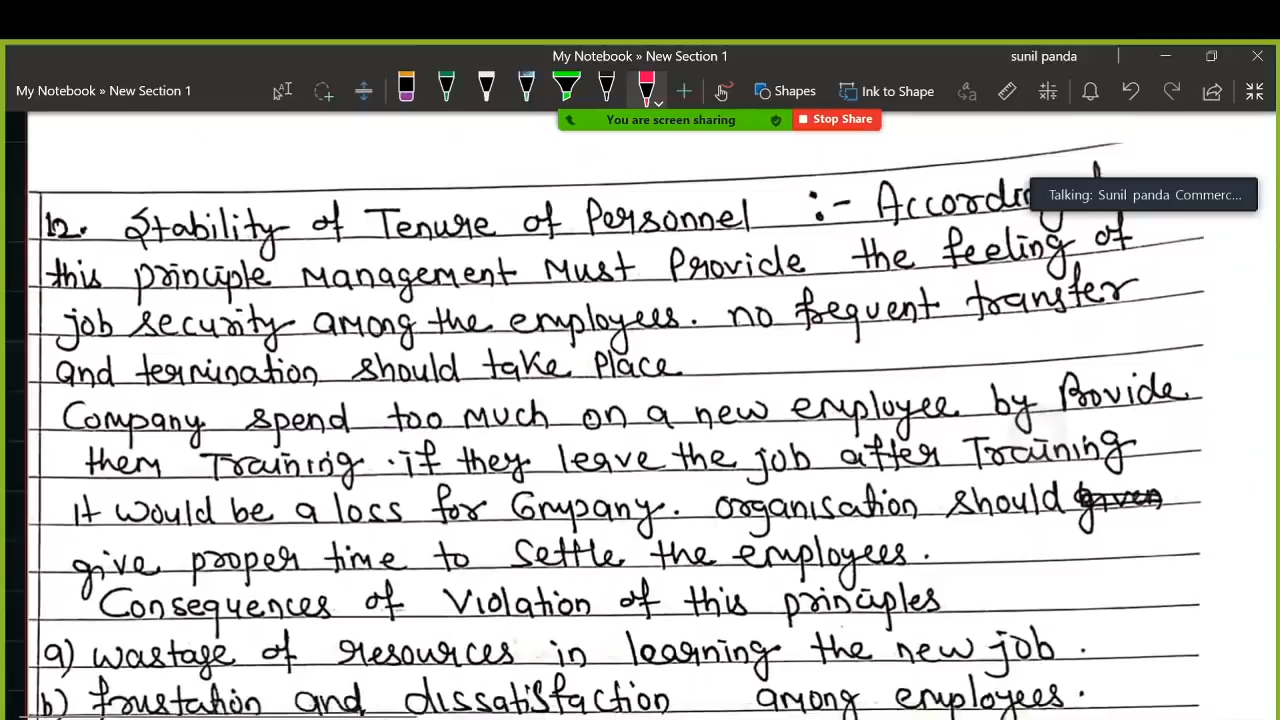 My Notebook » New Section 1
sunil panda
My Notebook » New Section 1
Shapes
Ink to Shape
You are screen sharing
Stop Share
Talking: Sunil panda Commerc...
12. Stability of Tenure of Personnel :- According
this principle management must Provide the feeling of
job security among the employees. no frequent transfer
and termination should take Place
Company spend too much on a new employee by Provide
them Training. if they leave the job after Training
it would be a loss for Company. organisation should given
give proper time to settle the employees.
Consequences of violation of this principles
a) wastage of resources in learning the new job.
b) frustation and dissatisfaction among employees.